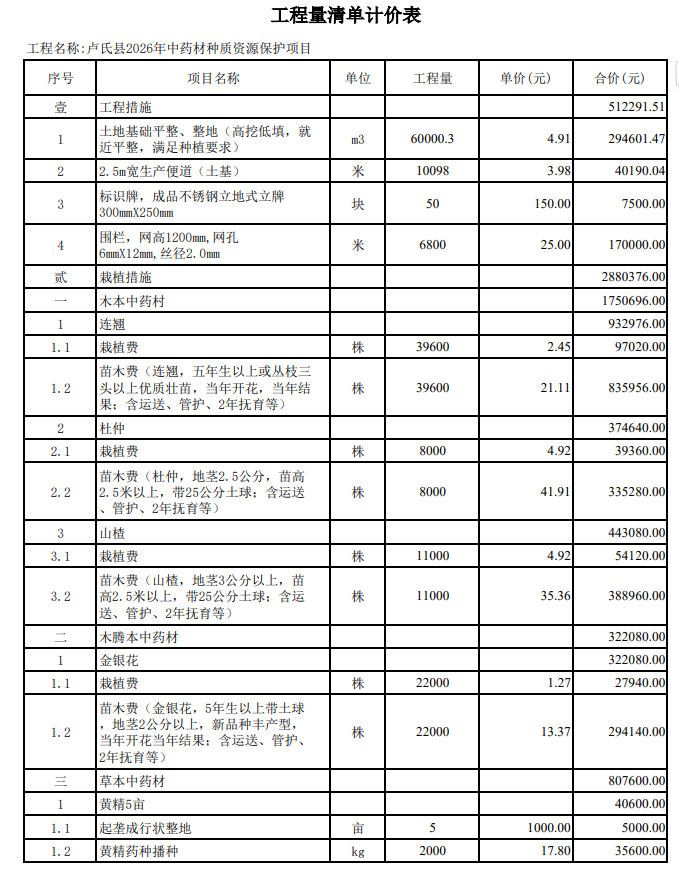 工程量清单计价表
工程名称:卢氏县2026年中药材种质资源保护项目
序号 项目名称 单位 工程量 单价(元) 合价(元)
壹 工程措施 512291.51
1 土地基础平整、整地（高挖低填，就
近平整，满足种植要求） m3 60000.3 4.91 294601.47
2 2.5m宽生产便道（土基） 米 10098 3.98 40190.04
3 标识牌，成品不锈钢立地式立牌
300mmX250mm 块 50 150.00 7500.00
4 围栏，网高1200mm,网孔
6mmX12mm,丝径2.0mm 米 6800 25.00 170000.00
贰 栽植措施 2880376.00
一 木本中药村 1750696.00
1 连翘 932976.00
1.1 栽植费 株 39600 2.45 97020.00
1.2 苗木费（连翘，五年生以上或丛枝三
头以上优质壮苗，当年开花，当年结
果；含运送、管护、2年抚育等） 株 39600 21.11 835956.00
2 杜仲 374640.00
2.1 栽植费 株 8000 4.92 39360.00
2.2 苗木费（杜仲，地茎2.5公分，苗高
2.5米以上，带25公分土球；含运送
、管护、2年抚育等） 株 8000 41.91 335280.00
3 山楂 443080.00
3.1 栽植费 株 11000 4.92 54120.00
3.2 苗木费（山楂，地茎3公分以上，苗
高2.5米以上，带25公分土球；含运
送、管护、2年抚育等） 株 11000 35.36 388960.00
二 木腾本中药材 322080.00
1 金银花 322080.00
1.1 栽植费 株 22000 1.27 27940.00
1.2 苗木费（金银花，5年生以上带土球
，地茎2公分以上，新品种丰产型，
当年开花当年结果；含运送、管护、
2年抚育等） 株 22000 13.37 294140.00
三 草本中药材 807600.00
1 黄精5亩 40600.00
1.1 起垄成行状整地 亩 5 1000.00 5000.00
1.2 黄精药种播种 kg 2000 17.80 35600.00